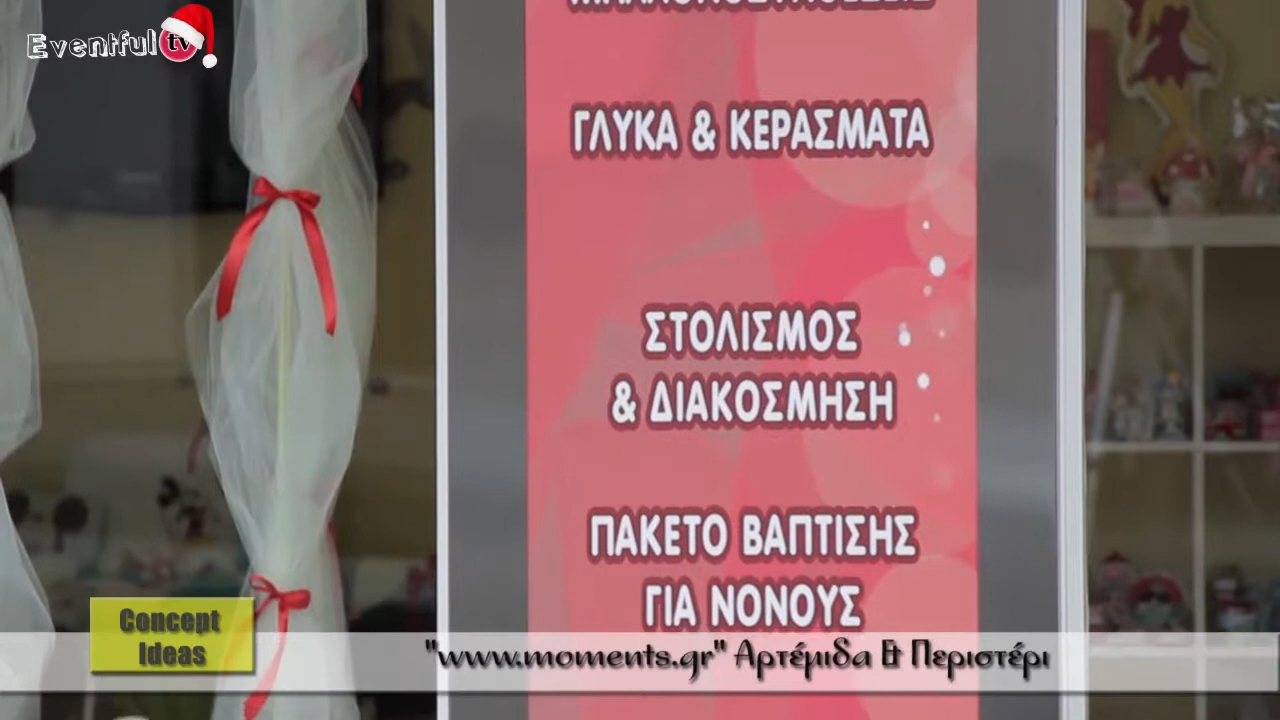 Eventful tv
ΓΛΥΚΑ & ΚΕΡΑΣΜΑΤΑ
ΣΤΟΛΙΣΜΟΣ
& ΔΙΑΚΟΣΜΗΣΗ
ΠΑΚΕΤΟ ΒΑΠΤΙΣΗΣ
ΓΙΑ ΝΟΝΟΥΣ
Concept
Ideas
"www.moments.gr" Αρτέμιδα & Περιστέρι